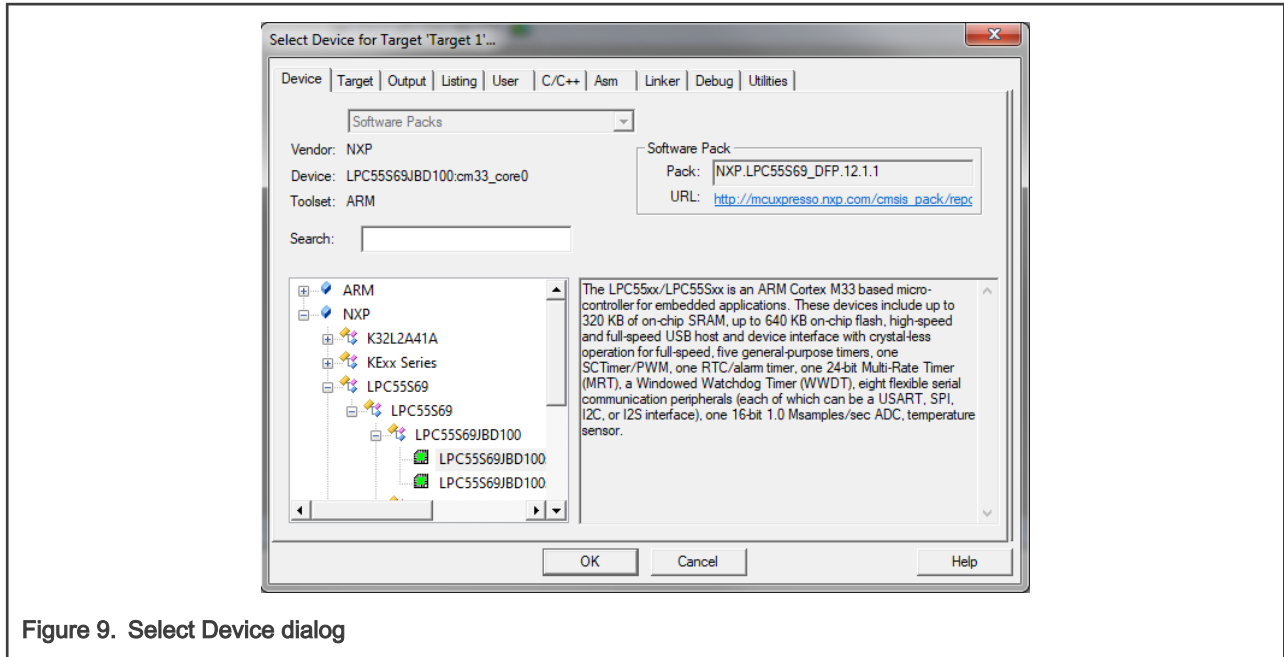 Select Device for Target 'Target 1'...
Device Target Output Listing User C/C++ Asm Linker Debug Utilities
Software Packs
Vendor: NXP
Device: LPC55S69JBD100:cm33_core0
Toolset: ARM
Search:
Software Pack
Pack: NXP.LPC55S69_DFP.12.1.1
URL: http://mcuxpresso.nxp.com/cmsis_pack/repo
ARM
NXP
K32L2A41A
KExx Series
LPC55S69
LPC55S69
LPC55S69JBD100
LPC55S69JBD100:
LPC55S69JBD100:
The LPC55xx/LPC55Sxx is an ARM Cortex M33 based micro-
controller for embedded applications. These devices include up to
320 KB of on-chip SRAM, up to 640 KB on-chip flash, high-speed
and full-speed USB host and device interface with crystal-less
operation for full-speed, five general-purpose timers, one
SCTimer/PWM, one RTC/alarm timer, one 24-bit Multi-Rate Timer
(MRT), a Windowed Watchdog Timer (WWDT), eight flexible serial
communication peripherals (each of which can be a USART, SPI,
I2C, or I2S interface), one 16-bit 1.0 Msamples/sec ADC, temperature
sensor.
OK Cancel Help
Figure 9. Select Device dialog